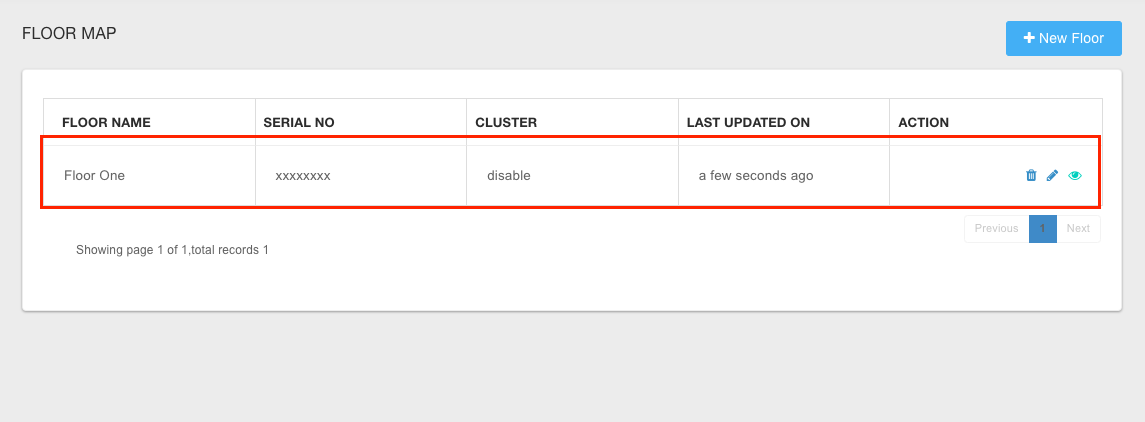 FLOOR MAP
New Floor
FLOOR NAME SERIAL NO CLUSTER LAST UPDATED ON ACTION
Floor One xxxxxxxx disable a few seconds ago
Previous 1 Next
Showing page 1 of 1,total records 1